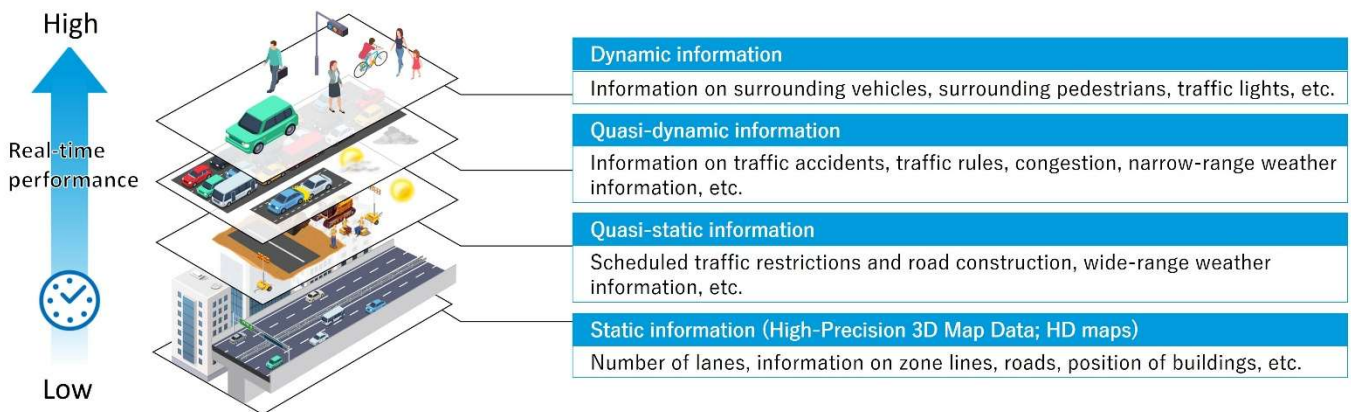 High
Real-time
performance
Low
Dynamic information
Information on surrounding vehicles, surrounding pedestrians, traffic lights, etc.
Quasi-dynamic information
Information on traffic accidents, traffic rules, congestion, narrow-range weather
information, etc.
Quasi-static information
Scheduled traffic restrictions and road construction, wide-range weather
information, etc.
Static information (High-Precision 3D Map Data; HD maps)
Number of lanes, information on zone lines, roads, position of buildings, etc.